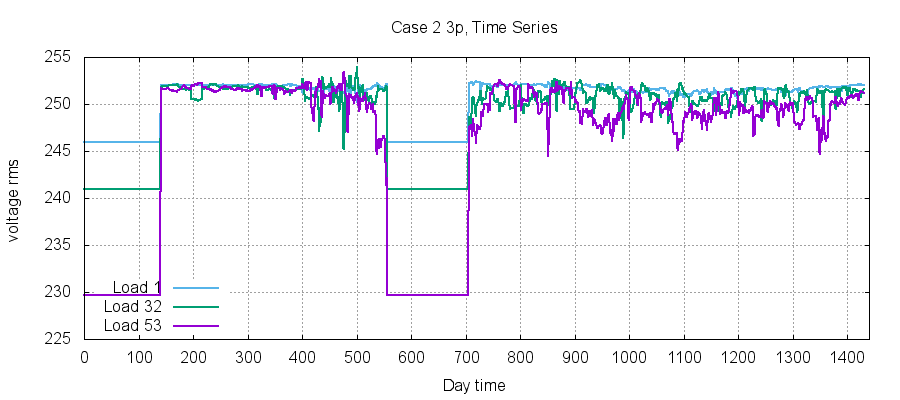 Case 2 3p, Time Series
255
250
245
240
235
230
225
voltage rms
Load 1
Load 32
Load 53
0 100 200 300 400 500 600 700 800 900 1000 1100 1200 1300 1400
Day time